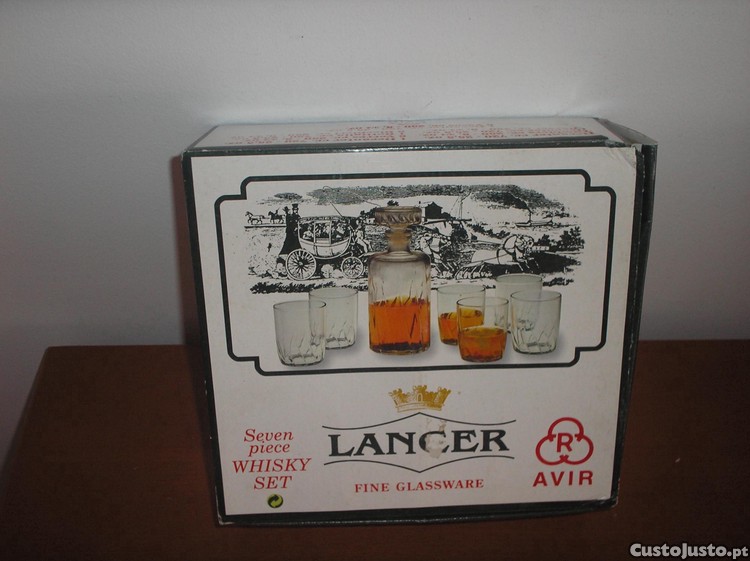 Seven
piece
WHISKY
SET
LANCER
FINE GLASSWARE
R
AVIR
CustoJusto.pt